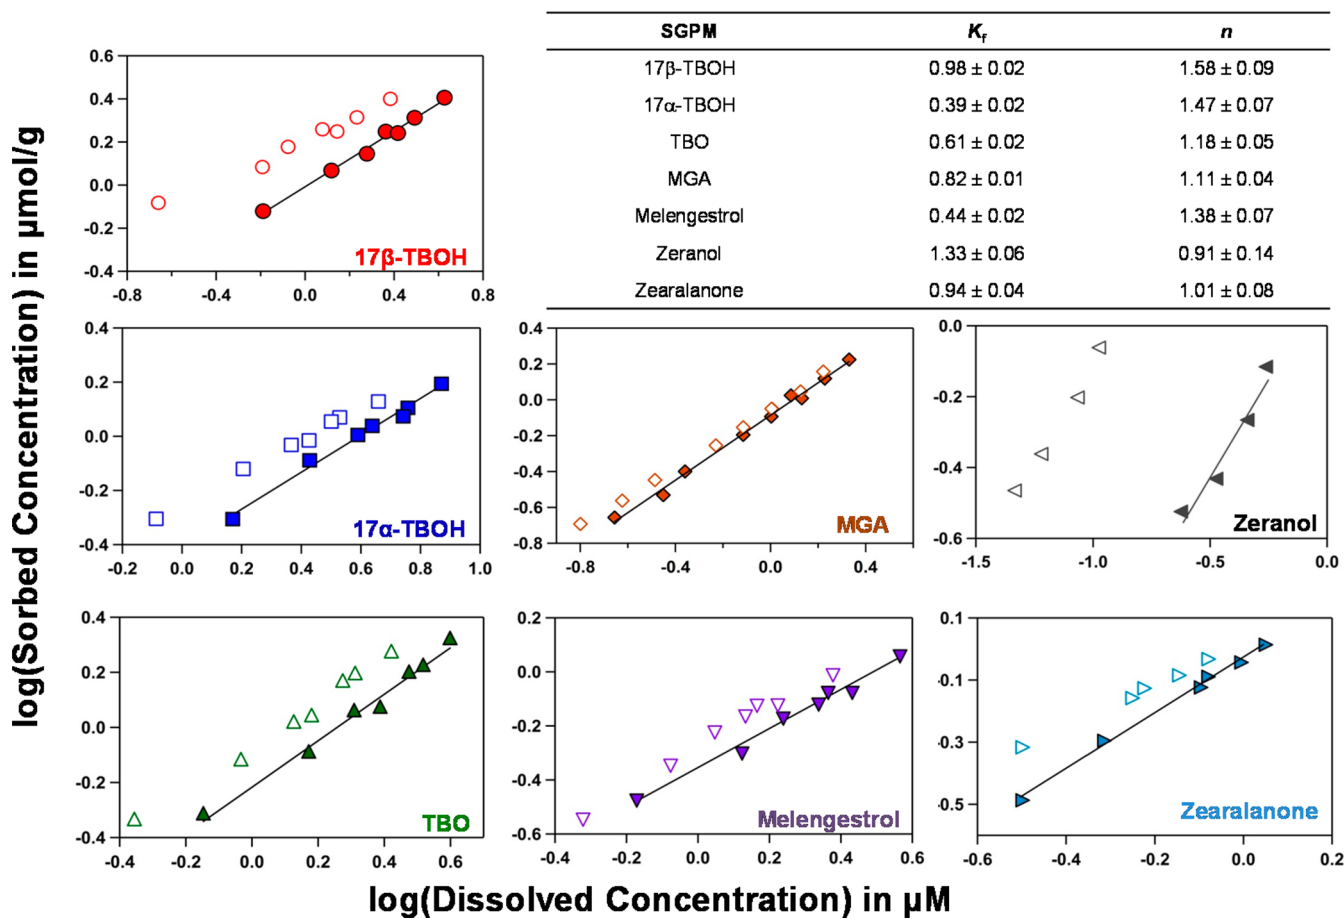 SGPM Kf n
17β-TBOH 0.98 ± 0.02 1.58 ± 0.09
17α-TBOH 0.39 ± 0.02 1.47 ± 0.07
TBO 0.61 ± 0.02 1.18 ± 0.05
MGA 0.82 ± 0.01 1.11 ± 0.04
Melengestrol 0.44 ± 0.02 1.38 ± 0.07
Zeranol 1.33 ± 0.06 0.91 ± 0.14
Zearalanone 0.94 ± 0.04 1.01 ± 0.08
log(Sorbed Concentration) in µmol/g
0.6
0.4
0.2
0.0
-0.2
-0.4
17β-TBOH
-0.8 -0.4 0.0 0.4 0.8
0.4
0.2
0.0
-0.2
-0.4
17α-TBOH
-0.2 0.0 0.2 0.4 0.6 0.8 1.0
0.4
0.2
0.0
-0.2
-0.4
-0.6
-0.8
MGA
-0.8 -0.4 0.0 0.4
0.0
-0.2
-0.4
-0.6
Zeranol
-1.5 -1.0 -0.5 0.0
0.4
0.2
0.0
-0.2
-0.4
TBO
-0.4 -0.2 0.0 0.2 0.4 0.6
0.2
0.0
-0.2
-0.4
-0.6
Melengestrol
-0.4 -0.2 0.0 0.2 0.4 0.6
0.1
-0.1
-0.3
-0.5
Zearalanone
-0.6 -0.4 -0.2 0.0 0.2
log(Dissolved Concentration) in µM